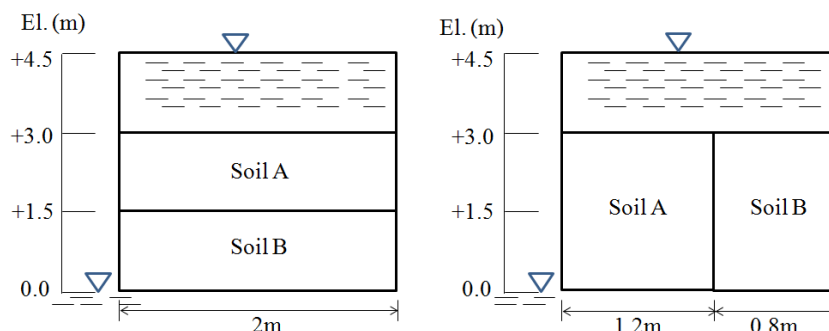 El. (m)
+4.5
+3.0
Soil A
+1.5
Soil B
0.0
2m
El. (m)
+4.5
+3.0
Soil A
Soil B
+1.5
0.0
1.2m
0.8m